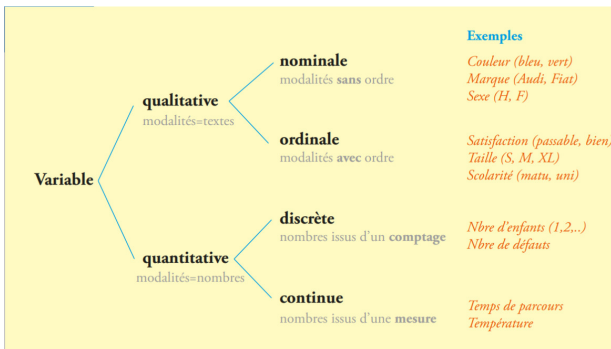 Exemples
nominale
modalités sans ordre
Couleur (bleu, vert)
Marque (Audi, Fiat)
Sexe (H, F)
qualitative
modalités=textes
ordinale
modalités avec ordre
Satisfaction (passable, bien)
Taille (S, M, XL)
Scolarité (matu, uni)
Variable
discrète
nombres issus d'un comptage
Nbre d'enfants (1,2,..)
Nbre de défauts
quantitative
modalités=nombres
continue
nombres issus d'une mesure
Temps de parcours
Température